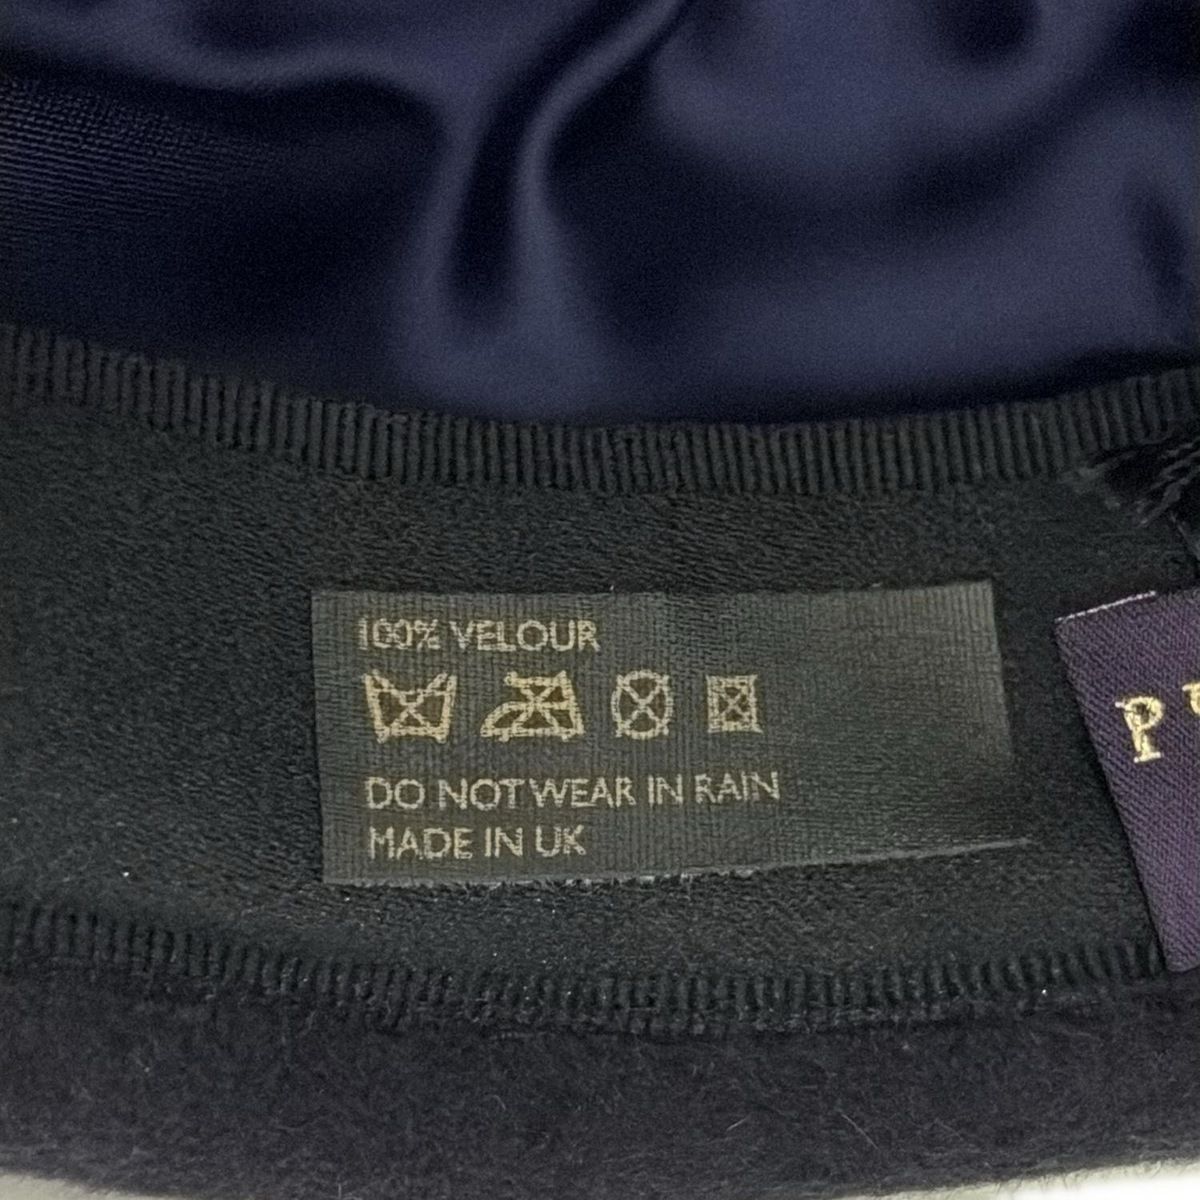 100% VELOUR
DO NOT WEAR IN RAIN
MADE IN UK
P